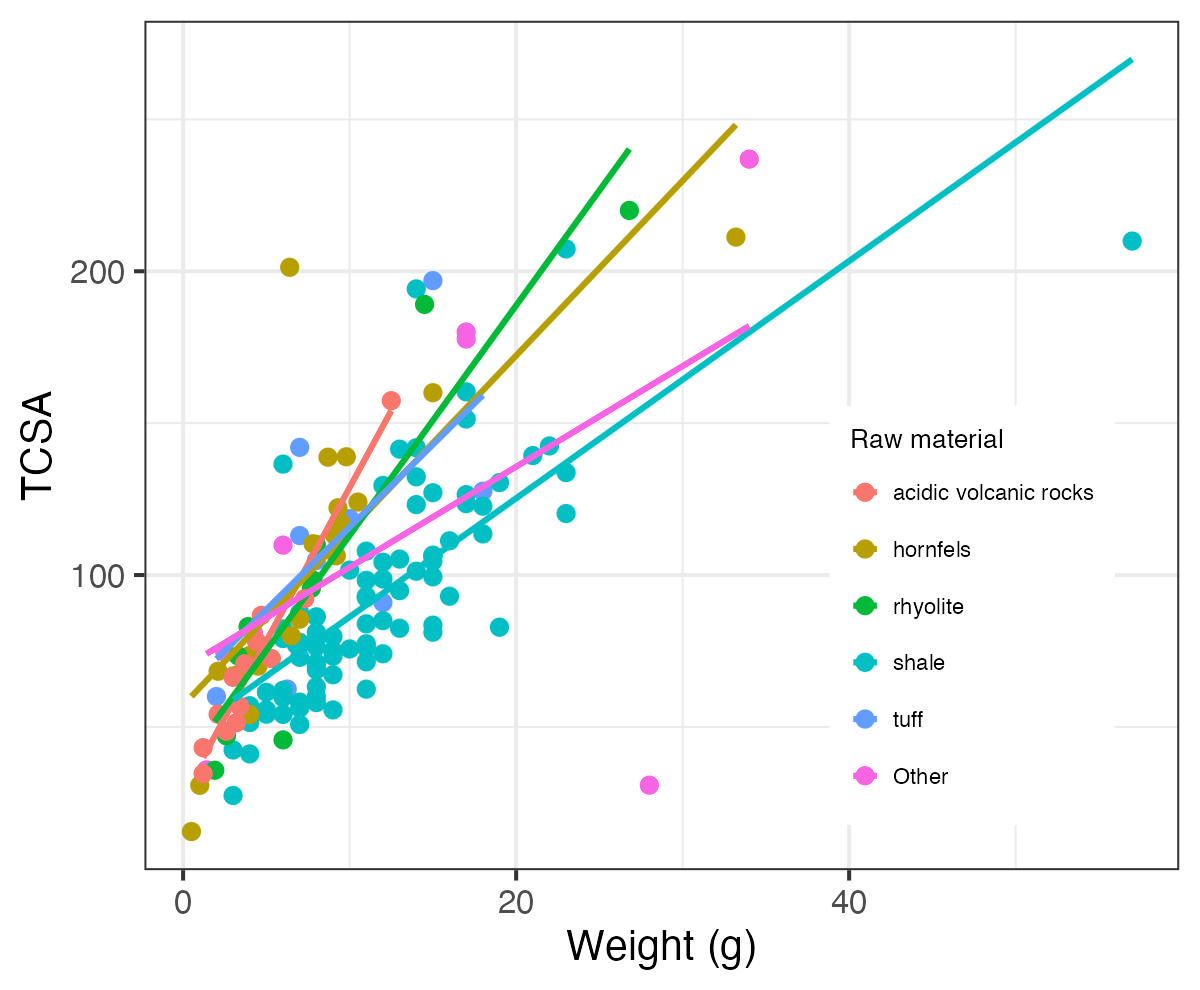 TCSA
200
100
0
20
40
Weight (g)
Raw material
acidic volcanic rocks
hornfels
rhyolite
shale
tuff
Other